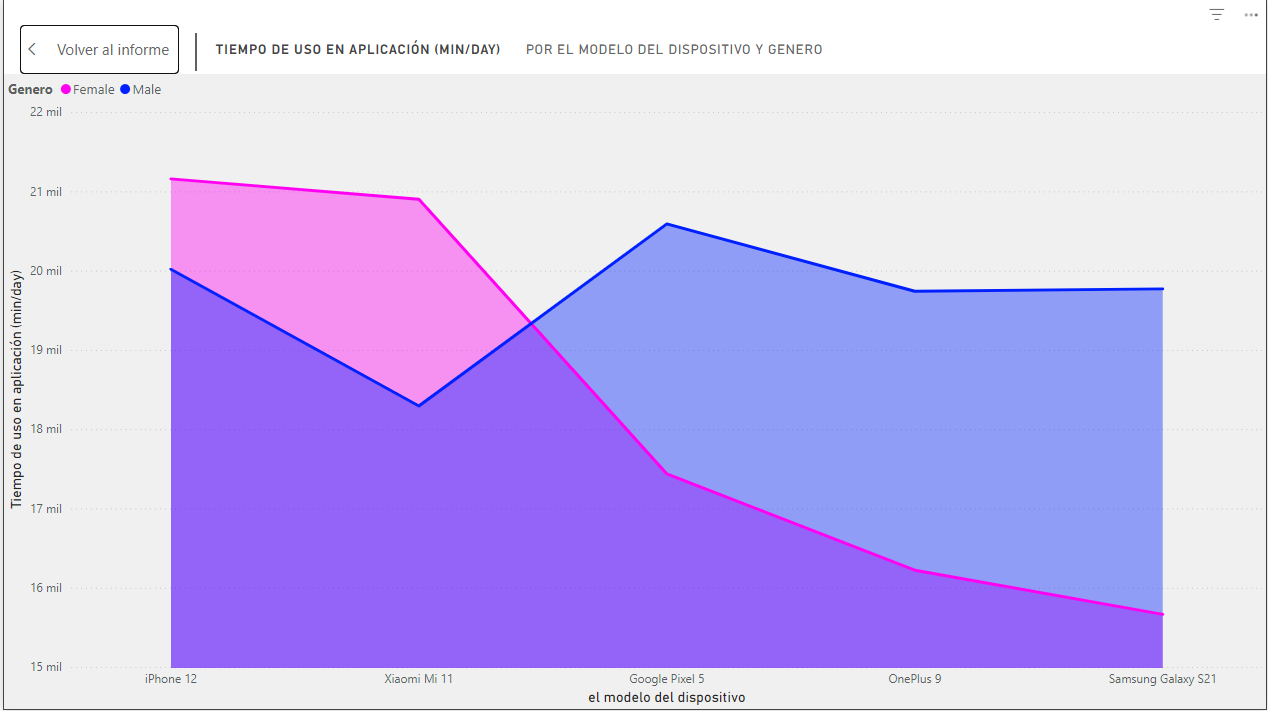 Volver al informe
TIEMPO DE USO EN APLICACIÓN (MIN/DAY) POR EL MODELO DEL DISPOSITIVO Y GENERO
Genero Female Male
22 mil
21 mil
20 mil
19 mil
18 mil
17 mil
16 mil
15 mil
Tiempo de uso en aplicación (min/day)
iPhone 12 Xiaomi Mi 11 Google Pixel 5 OnePlus 9 Samsung Galaxy S21
el modelo del dispositivo